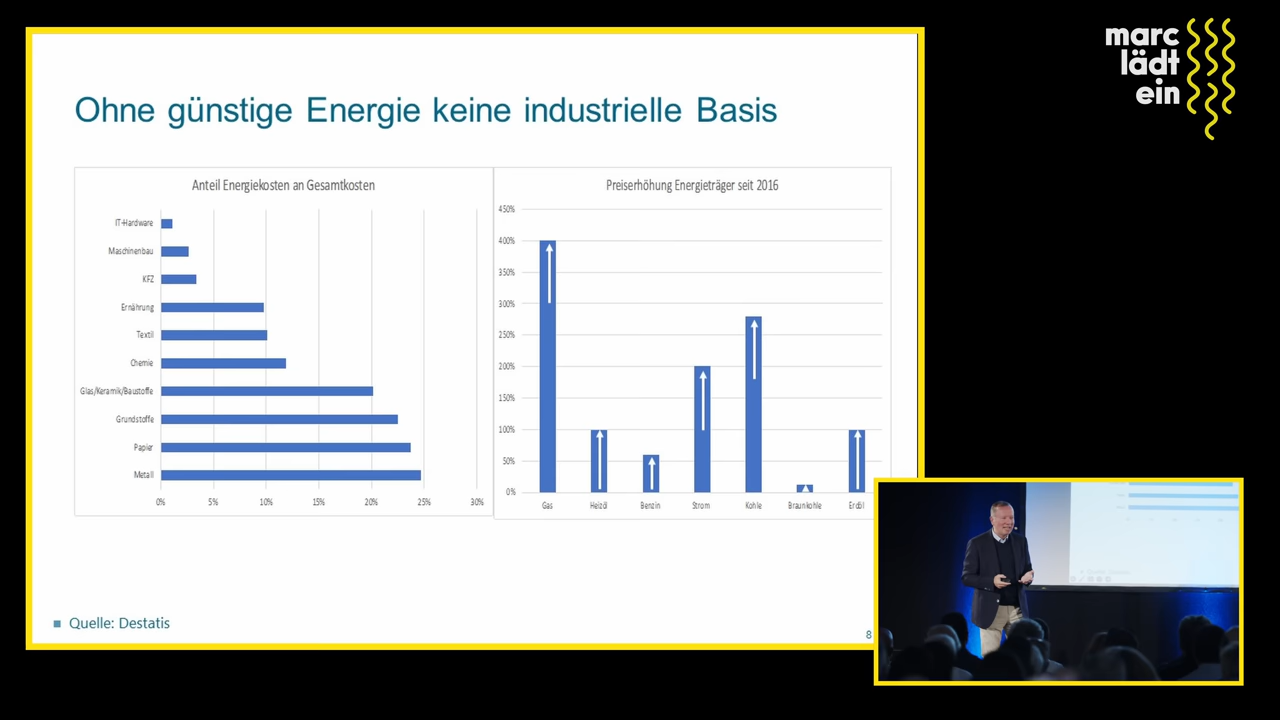 marc
lädt
ein
Ohne günstige Energie keine industrielle Basis
Anteil Energiekosten an Gesamtkosten
IT-Hardware
Maschinenbau
KFZ
Ernährung
Textil
Chemie
Glas/Keramik/Baustoffe
Grundstoffe
Papier
Metall
0% 5% 10% 15% 20% 25% 30%
Preiserhöhung Energieträger seit 2016
450%
400%
350%
300%
250%
200%
150%
100%
50%
0%
Gas Heizöl Benzin Strom Kohle Braunkohle Erdöl
Quelle: Destatis
8